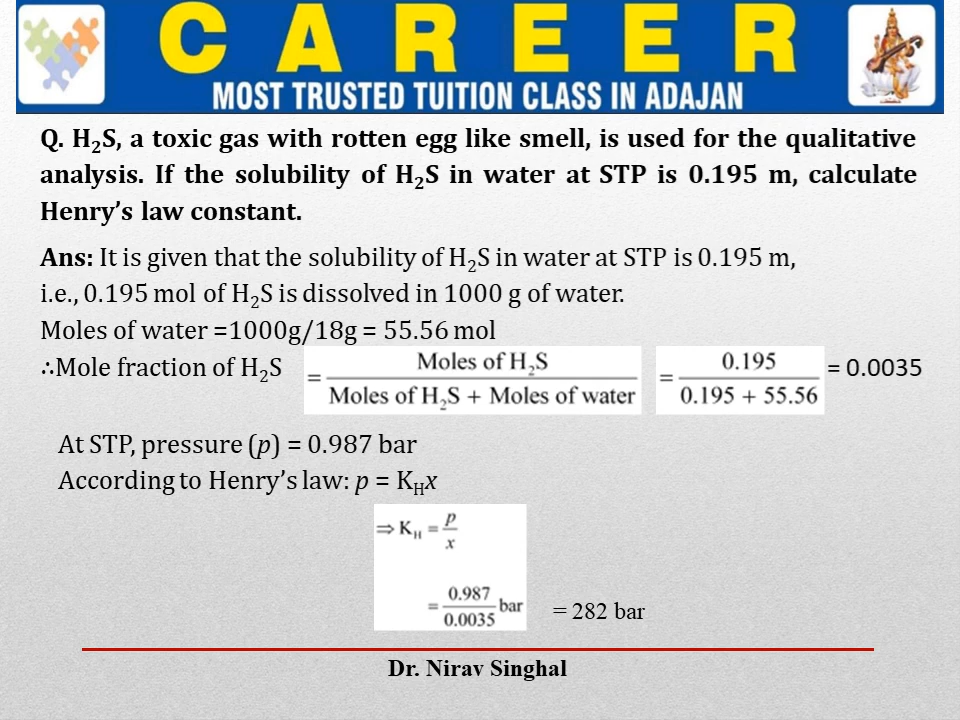 CAREER
MOST TRUSTED TUITION CLASS IN ADAJAN
Q. H₂S, a toxic gas with rotten egg like smell, is used for the qualitative
analysis. If the solubility of H₂S in water at STP is 0.195 m, calculate
Henry's law constant.
Ans: It is given that the solubility of H₂S in water at STP is 0.195 m,
i.e., 0.195 mol of H₂S is dissolved in 1000 g of water.
Moles of water =1000g/18g = 55.56 mol
∴Mole fraction of H₂S = Moles of H₂S / Moles of H₂S + Moles of water = 0.195 / 0.195 + 55.56 = 0.0035
At STP, pressure (p) = 0.987 bar
According to Henry's law: p = K_H x
⇒ K_H = p / x
= 0.987 / 0.0035 bar = 282 bar
Dr. Nirav Singhal